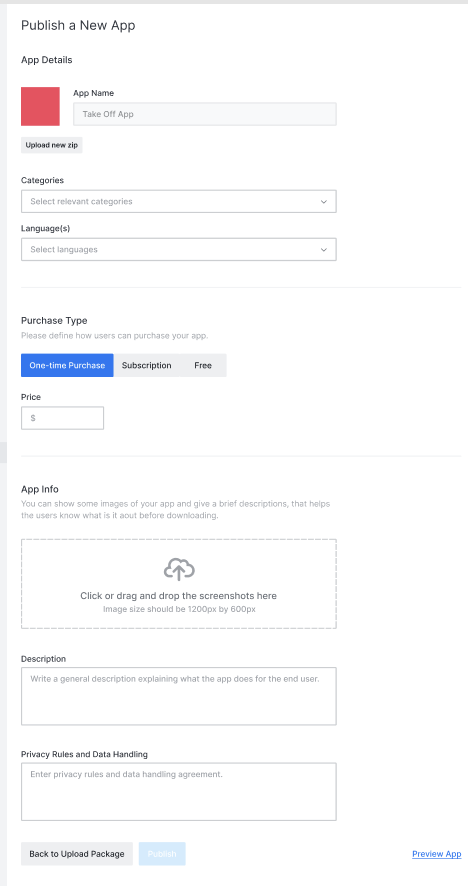 Publish a New App
App Details
App Name
Take Off App
Upload new zip
Categories
Select relevant categories
Language(s)
Select languages
Purchase Type
Please define how users can purchase your app.
One-time Purchase
Subscription
Free
Price
$
App Info
You can show some images of your app and give a brief descriptions, that helps
the users know what is it aout before downloading.
Click or drag and drop the screenshots here
Image size should be 1200px by 600px
Description
Write a general description explaining what the app does for the end user.
Privacy Rules and Data Handling
Enter privacy rules and data handling agreement.
Back to Upload Package
Publish
Preview App